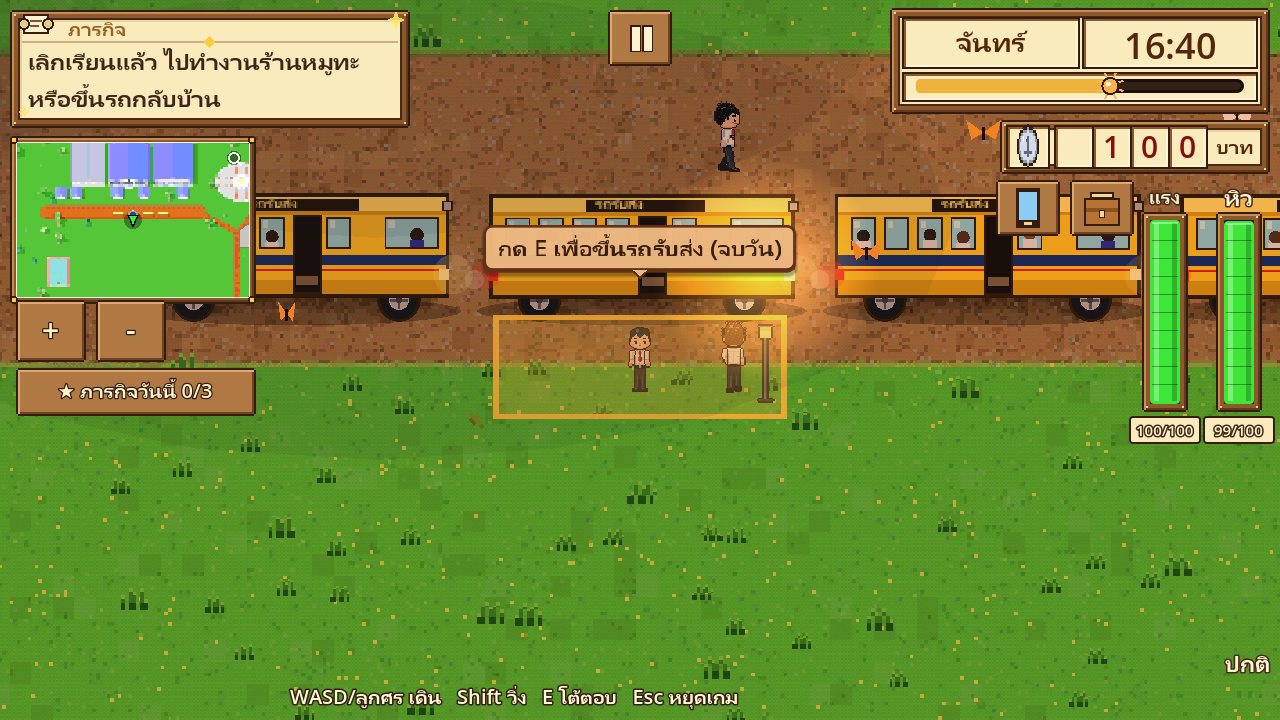 ภารกิจ
เลิกเรียนแล้ว ไปทำงานร้านหมูทะ
หรือขึ้นรถกลับบ้าน
จันทร์
16:40
1 0 0 บาท
แรง
หิว
รถรับส่ง
รถรับส่ง
รถรับส่ง
กด E เพื่อขึ้นรถรับส่ง (จบวัน)
+
-
★ ภารกิจวันนี้ 0/3
100/100
99/100
ปกติ
WASD/ลูกศร เดิน Shift วิ่ง E โต้ตอบ Esc หยุดเกม